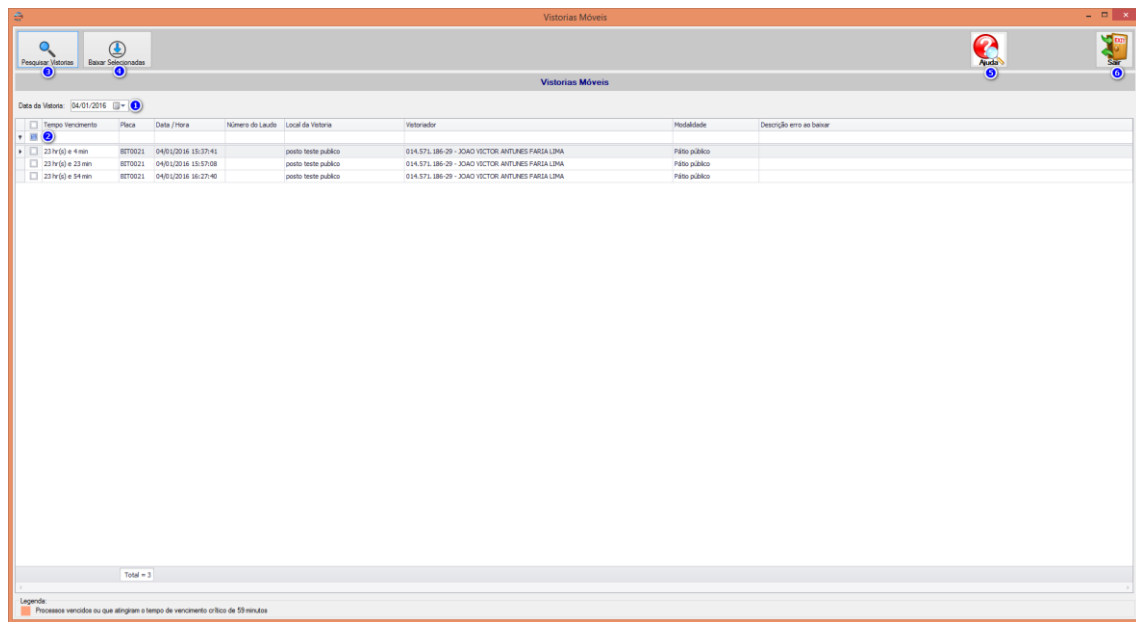 Vistorias Móveis
Pesquisar Vistorias Baixar Selecionadas Ajuda Sair
3 4 5 6
Vistorias Móveis
Data da Vistoria: 04/01/2016 1
Tempo Vencimento Placa Data / Hora Número do Laudo Local da Vistoria Vistoriador Modalidade Descrição erro ao baixar
2
23 hr(s) e 4 min BIT0021 04/01/2016 15:37:41 posto teste publico 014.571.186-29 - JOAO VICTOR ANTUNES FARIA LIMA Pátio público
23 hr(s) e 23 min BIT0021 04/01/2016 15:57:08 posto teste publico 014.571.186-29 - JOAO VICTOR ANTUNES FARIA LIMA Pátio público
23 hr(s) e 54 min BIT0021 04/01/2016 16:27:40 posto teste publico 014.571.186-29 - JOAO VICTOR ANTUNES FARIA LIMA Pátio público
Total = 3
Legenda:
Processos vencidos ou que atingiram o tempo de vencimento crítico de 59 minutos